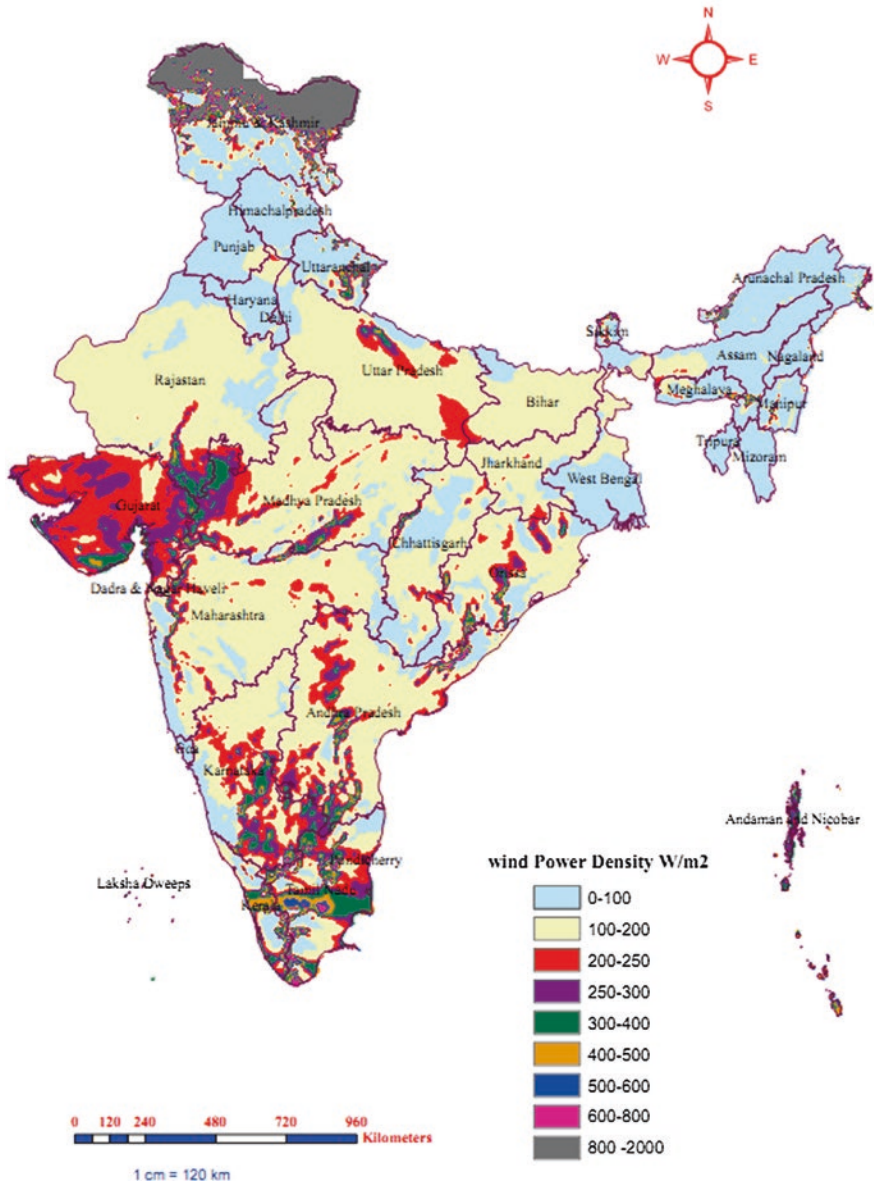 N
W E
S
Jammu & Kashmir
Himachalpradesh
Punjab
Uttaranchal
Haryana
Delhi
Arunachal Pradesh
Sikkim
Assam
Nagaland
Rajastan
Uttar Pradesh
Bihar
Meghalaya
Manipur
Tripura
Mizoram
Jharkhand
West Bengal
Gujarat
Madhya Pradesh
Chhattisgarh
Orissa
Dadra & Nagar Haveli
Maharashtra
Andhra Pradesh
Goa
Karnataka
Andaman and Nicobar
Pondicherry
Laksha Dweeps
Tamil Nadu
Kerala
wind Power Density W/m2
0-100
100-200
200-250
250-300
300-400
400-500
500-600
600-800
800 -2000
0 120 240 480 720 960
Kilometers
1 cm = 120 km